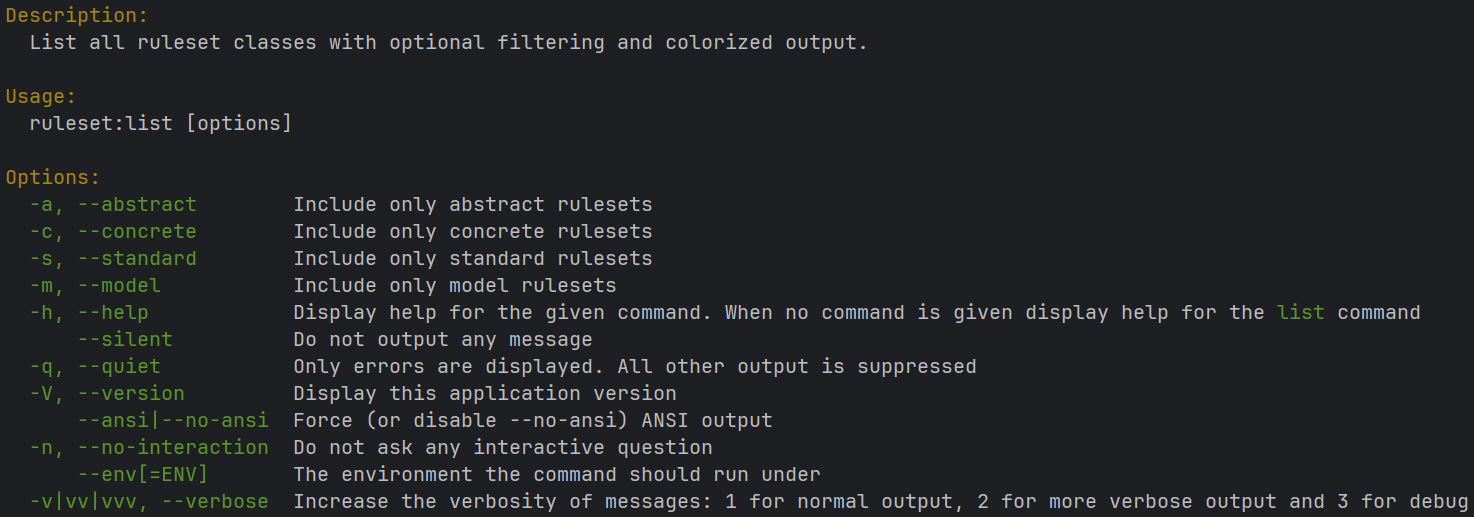 Description:
  List all ruleset classes with optional filtering and colorized output.

Usage:
  ruleset:list [options]

Options:
  -a, --abstract        Include only abstract rulesets
  -c, --concrete        Include only concrete rulesets
  -s, --standard        Include only standard rulesets
  -m, --model           Include only model rulesets
  -h, --help            Display help for the given command. When no command is given display help for the list command
      --silent          Do not output any message
  -q, --quiet           Only errors are displayed. All other output is suppressed
  -V, --version         Display this application version
      --ansi|--no-ansi  Force (or disable --no-ansi) ANSI output
  -n, --no-interaction  Do not ask any interactive question
      --env[=ENV]       The environment the command should run under
  -v|vv|vvv, --verbose  Increase the verbosity of messages: 1 for normal output, 2 for more verbose output and 3 for debug